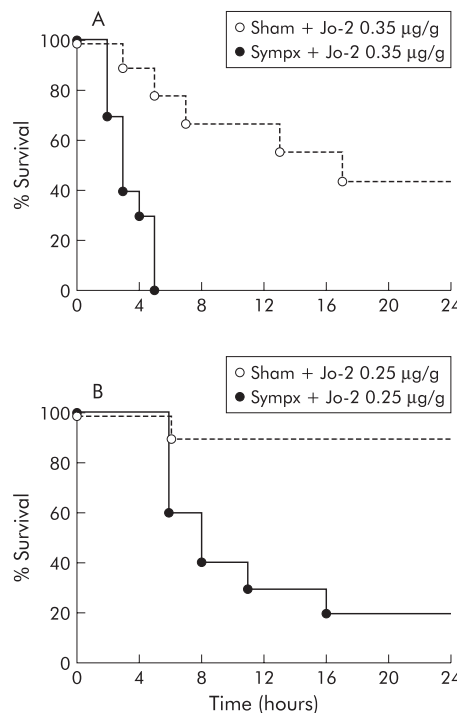 A
Sham + Jo-2 0.35 µg/g
Sympx + Jo-2 0.35 µg/g
% Survival
100
80
60
40
20
0
0 4 8 12 16 20 24
B
Sham + Jo-2 0.25 µg/g
Sympx + Jo-2 0.25 µg/g
% Survival
100
80
60
40
20
0
0 4 8 12 16 20 24
Time (hours)